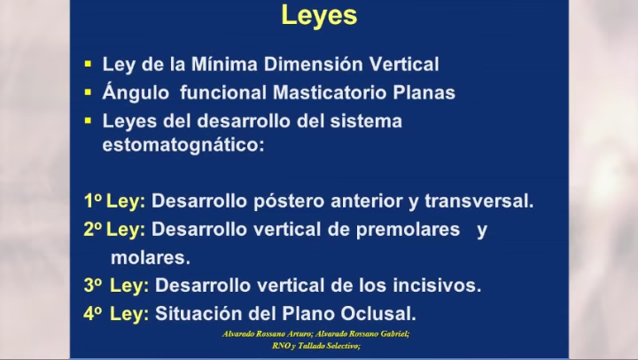 Leyes
▪ Ley de la Mínima Dimensión Vertical
▪ Ángulo funcional Masticatorio Planas
▪ Leyes del desarrollo del sistema
estomatognático:
1º Ley: Desarrollo póstero anterior y transversal.
2º Ley: Desarrollo vertical de premolares y
molares.
3º Ley: Desarrollo vertical de los incisivos.
4º Ley: Situación del Plano Oclusal.
Alvarado Rossano Arturo; Alvarado Rossano Gabriel;
RNO y Tallado Selectivo;